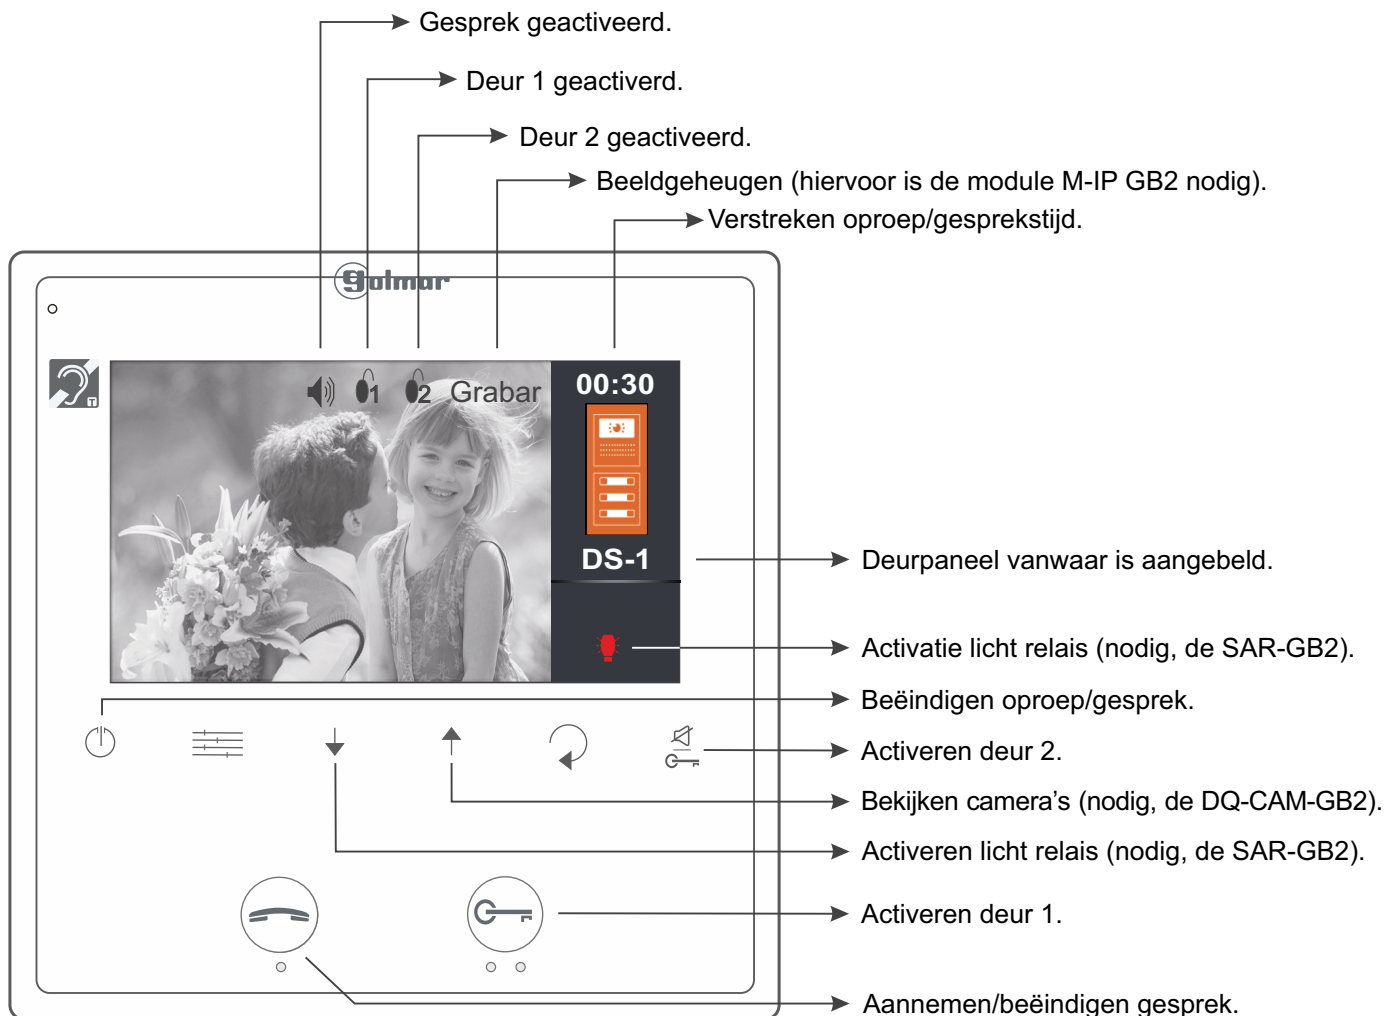 Gesprek geactiveerd.
Deur 1 geactiverd.
Deur 2 geactiveerd.
Beeldgeheugen (hiervoor is de module M-IP GB2 nodig).
Verstreken oproep/gesprekstijd.
golmar
T
1 2 Grabar
00:30
DS-1
Deurpaneel vanwaar is aangebeld.
Activatie licht relais (nodig, de SAR-GB2).
Beëindigen oproep/gesprek.
Activeren deur 2.
Bekijken camera's (nodig, de DQ-CAM-GB2).
Activeren licht relais (nodig, de SAR-GB2).
Activeren deur 1.
Aannemen/beëindigen gesprek.